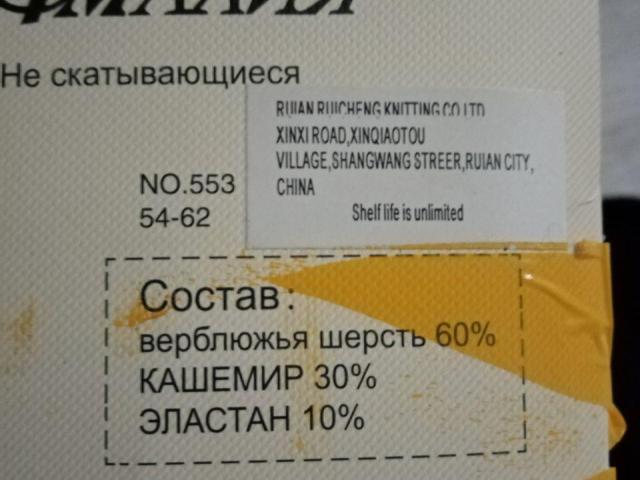 Не скатывающиеся
RUIAN RUICHENG KNITTING CO LTD
XINXI ROAD,XINQIAOTOU
VILLAGE,SHANGWANG STREER,RUIAN CITY,
CHINA
Shelf life is unlimited
NO.553
54-62
Состав:
верблюжья шерсть 60%
КАШЕМИР 30%
ЭЛАСТАН 10%